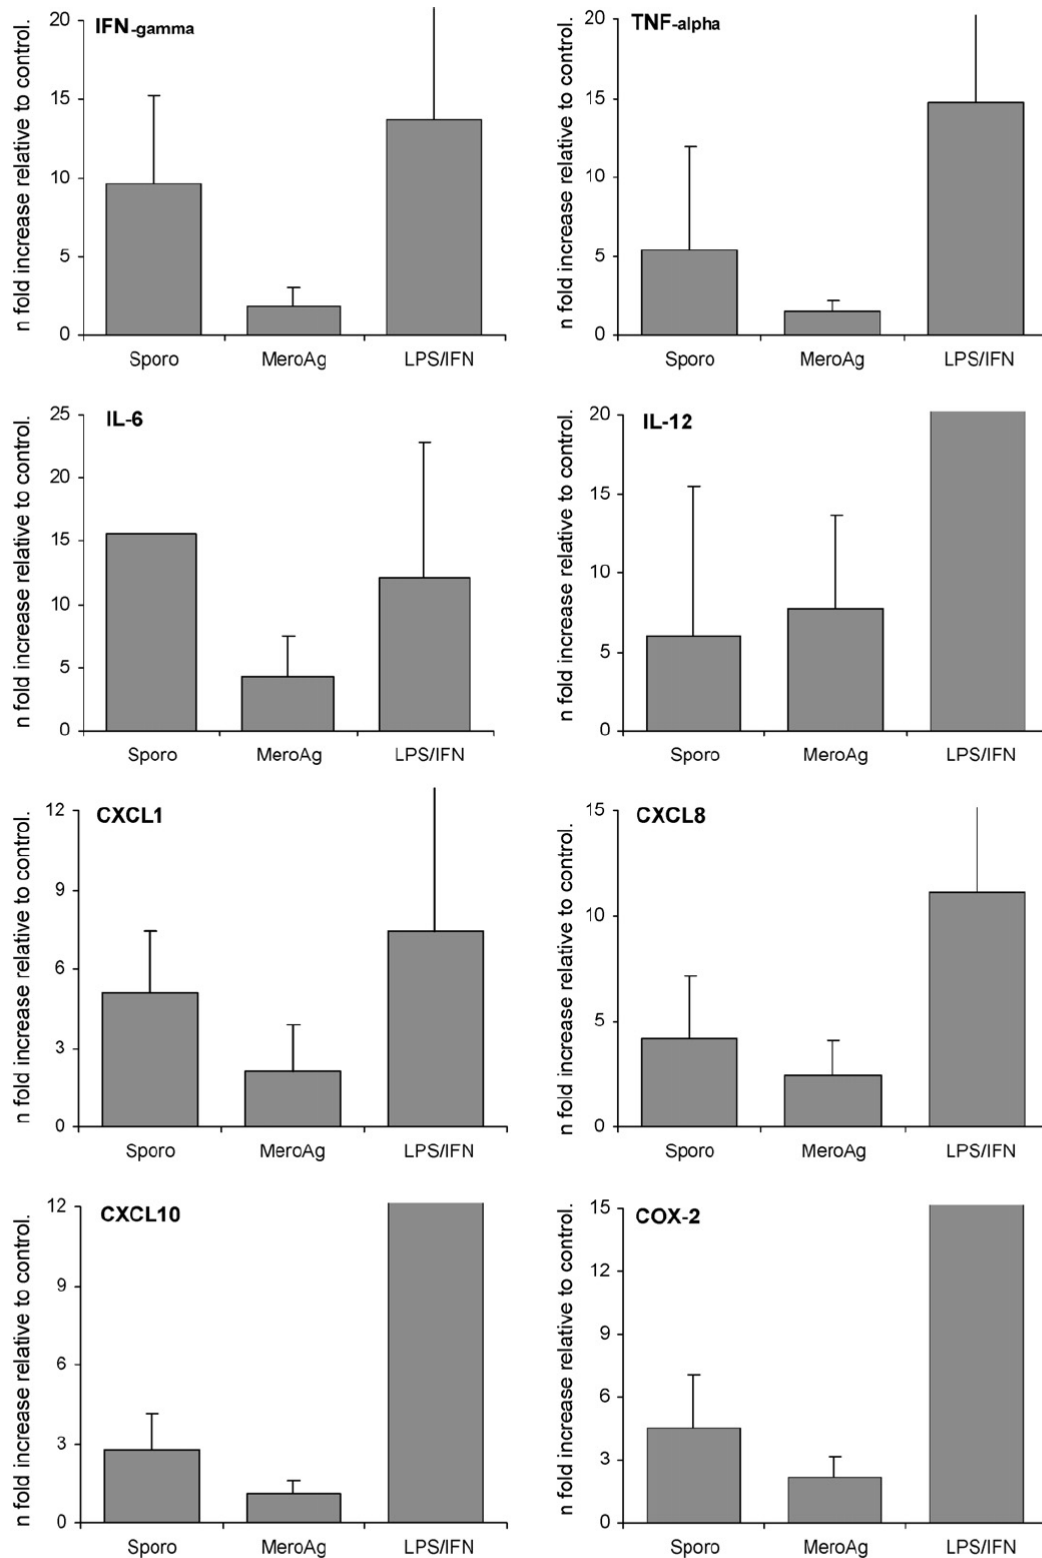 IFN-gamma
n fold increase relative to control.
20
15
10
5
0
Sporo MeroAg LPS/IFN
TNF-alpha
n fold increase relative to control.
20
15
10
5
0
Sporo MeroAg LPS/IFN
IL-6
n fold increase relative to control.
25
20
15
10
5
0
Sporo MeroAg LPS/IFN
IL-12
n fold increase relative to control.
20
15
10
5
0
Sporo MeroAg LPS/IFN
CXCL1
n fold increase relative to control.
12
9
6
3
0
Sporo MeroAg LPS/IFN
CXCL8
n fold increase relative to control.
15
10
5
0
Sporo MeroAg LPS/IFN
CXCL10
n fold increase relative to control.
12
9
6
3
0
Sporo MeroAg LPS/IFN
COX-2
n fold increase relative to control.
15
12
9
6
3
0
Sporo MeroAg LPS/IFN